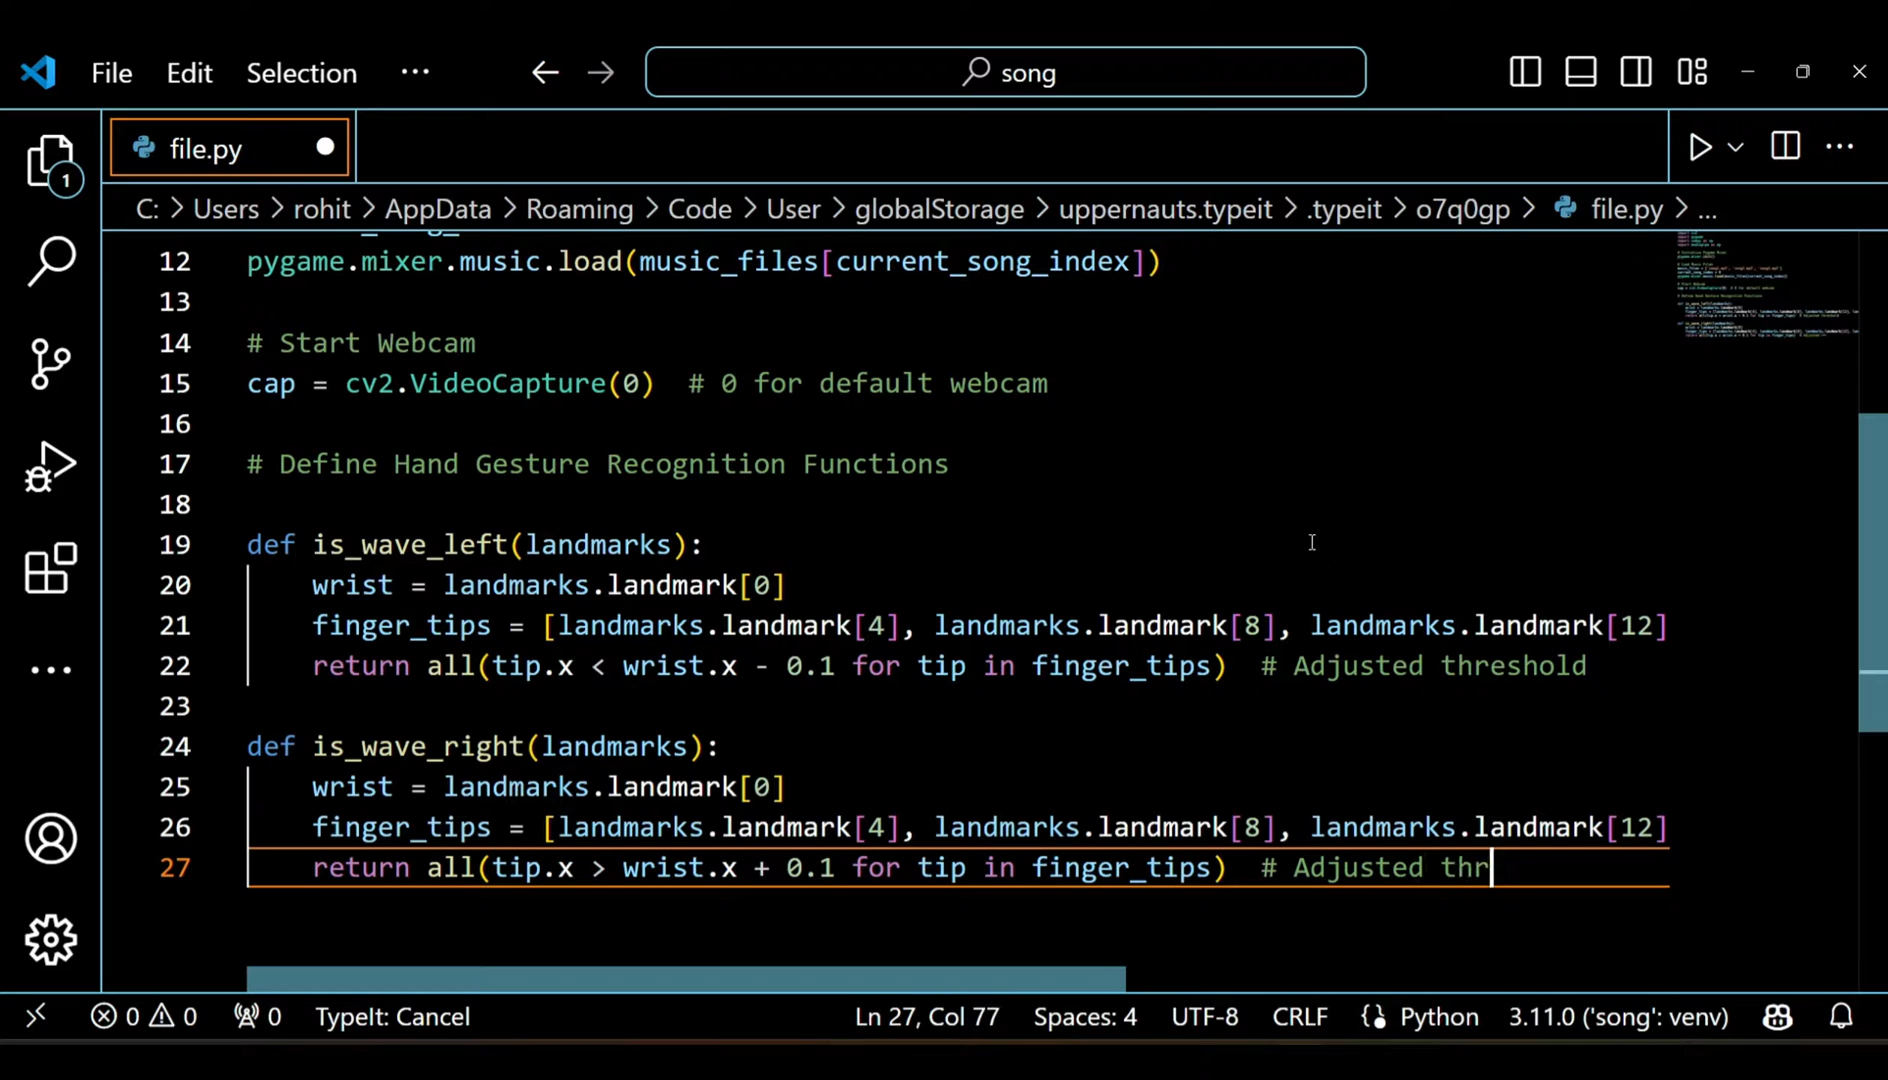 File Edit Selection ··· song
file.py
1
C: > Users > rohit > AppData > Roaming > Code > User > globalStorage > uppernauts.typeit > .typeit > o7q0gp > file.py > ...
12 pygame.mixer.music.load(music_files[current_song_index])
13
14 # Start Webcam
15 cap = cv2.VideoCapture(0)  # 0 for default webcam
16
17 # Define Hand Gesture Recognition Functions
18
19 def is_wave_left(landmarks):
20     wrist = landmarks.landmark[0]
21     finger_tips = [landmarks.landmark[4], landmarks.landmark[8], landmarks.landmark[12]
22     return all(tip.x < wrist.x - 0.1 for tip in finger_tips)  # Adjusted threshold
23
24 def is_wave_right(landmarks):
25     wrist = landmarks.landmark[0]
26     finger_tips = [landmarks.landmark[4], landmarks.landmark[8], landmarks.landmark[12]
27     return all(tip.x > wrist.x + 0.1 for tip in finger_tips)  # Adjusted thr
0 0 0 TypeIt: Cancel Ln 27, Col 77 Spaces: 4 UTF-8 CRLF Python 3.11.0 ('song': venv)